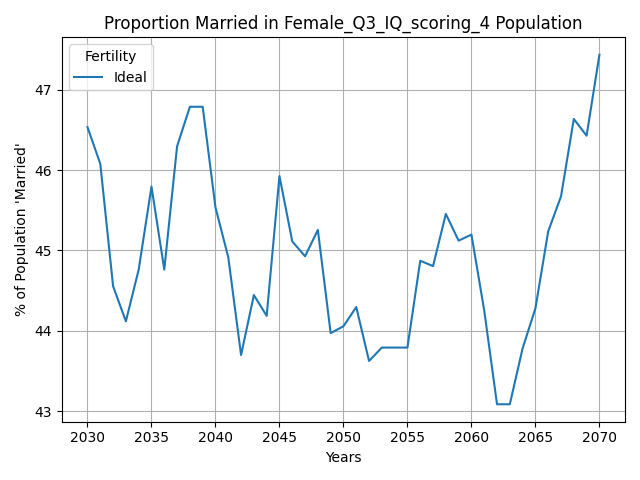 Proportion Married in Female_Q3_IQ_scoring_4 Population
Fertility
Ideal
% of Population 'Married'
47
46
45
44
43
2030 2035 2040 2045 2050 2055 2060 2065 2070
Years